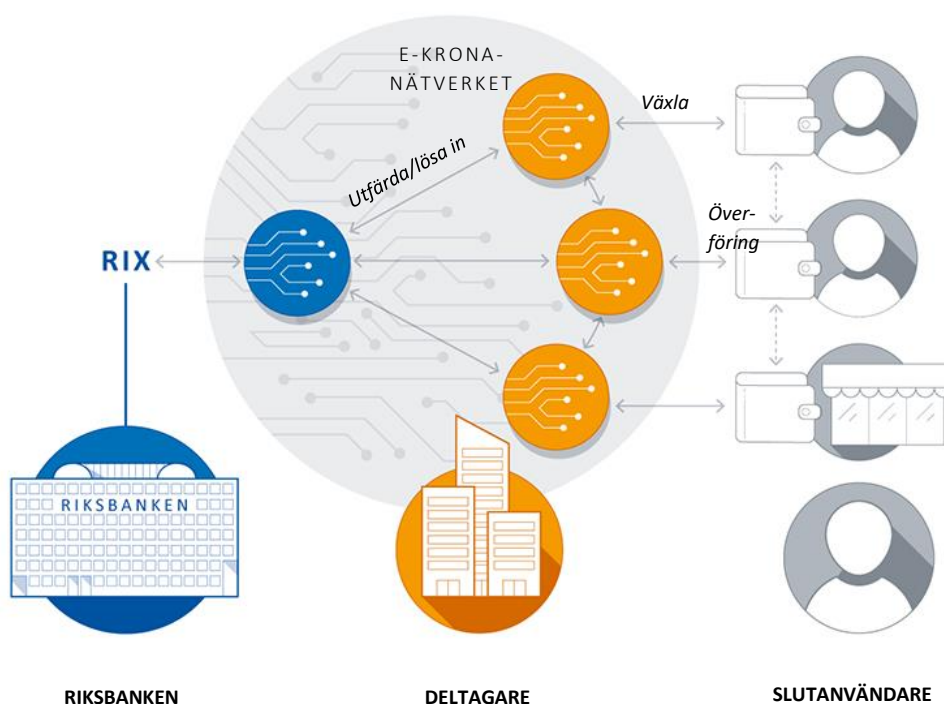 E-KRONA-
NÄTVERKET
Växla
Utfärda/lösa in
Över-
föring
RIX
RIKSBANKEN
RIKSBANKEN
DELTAGARE
SLUTANVÄNDARE